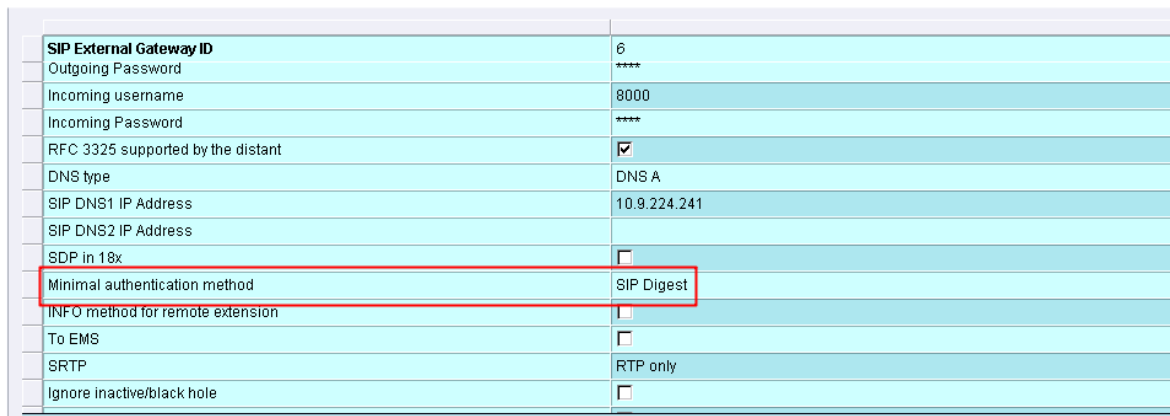 SIP External Gateway ID 6
Outgoing Password ****
Incoming username 8000
Incoming Password ****
RFC 3325 supported by the distant
DNS type DNS A
SIP DNS1 IP Address 10.9.224.241
SIP DNS2 IP Address
SDP in 18x
Minimal authentication method SIP Digest
INFO method for remote extension
To EMS
SRTP RTP only
Ignore inactive/black hole